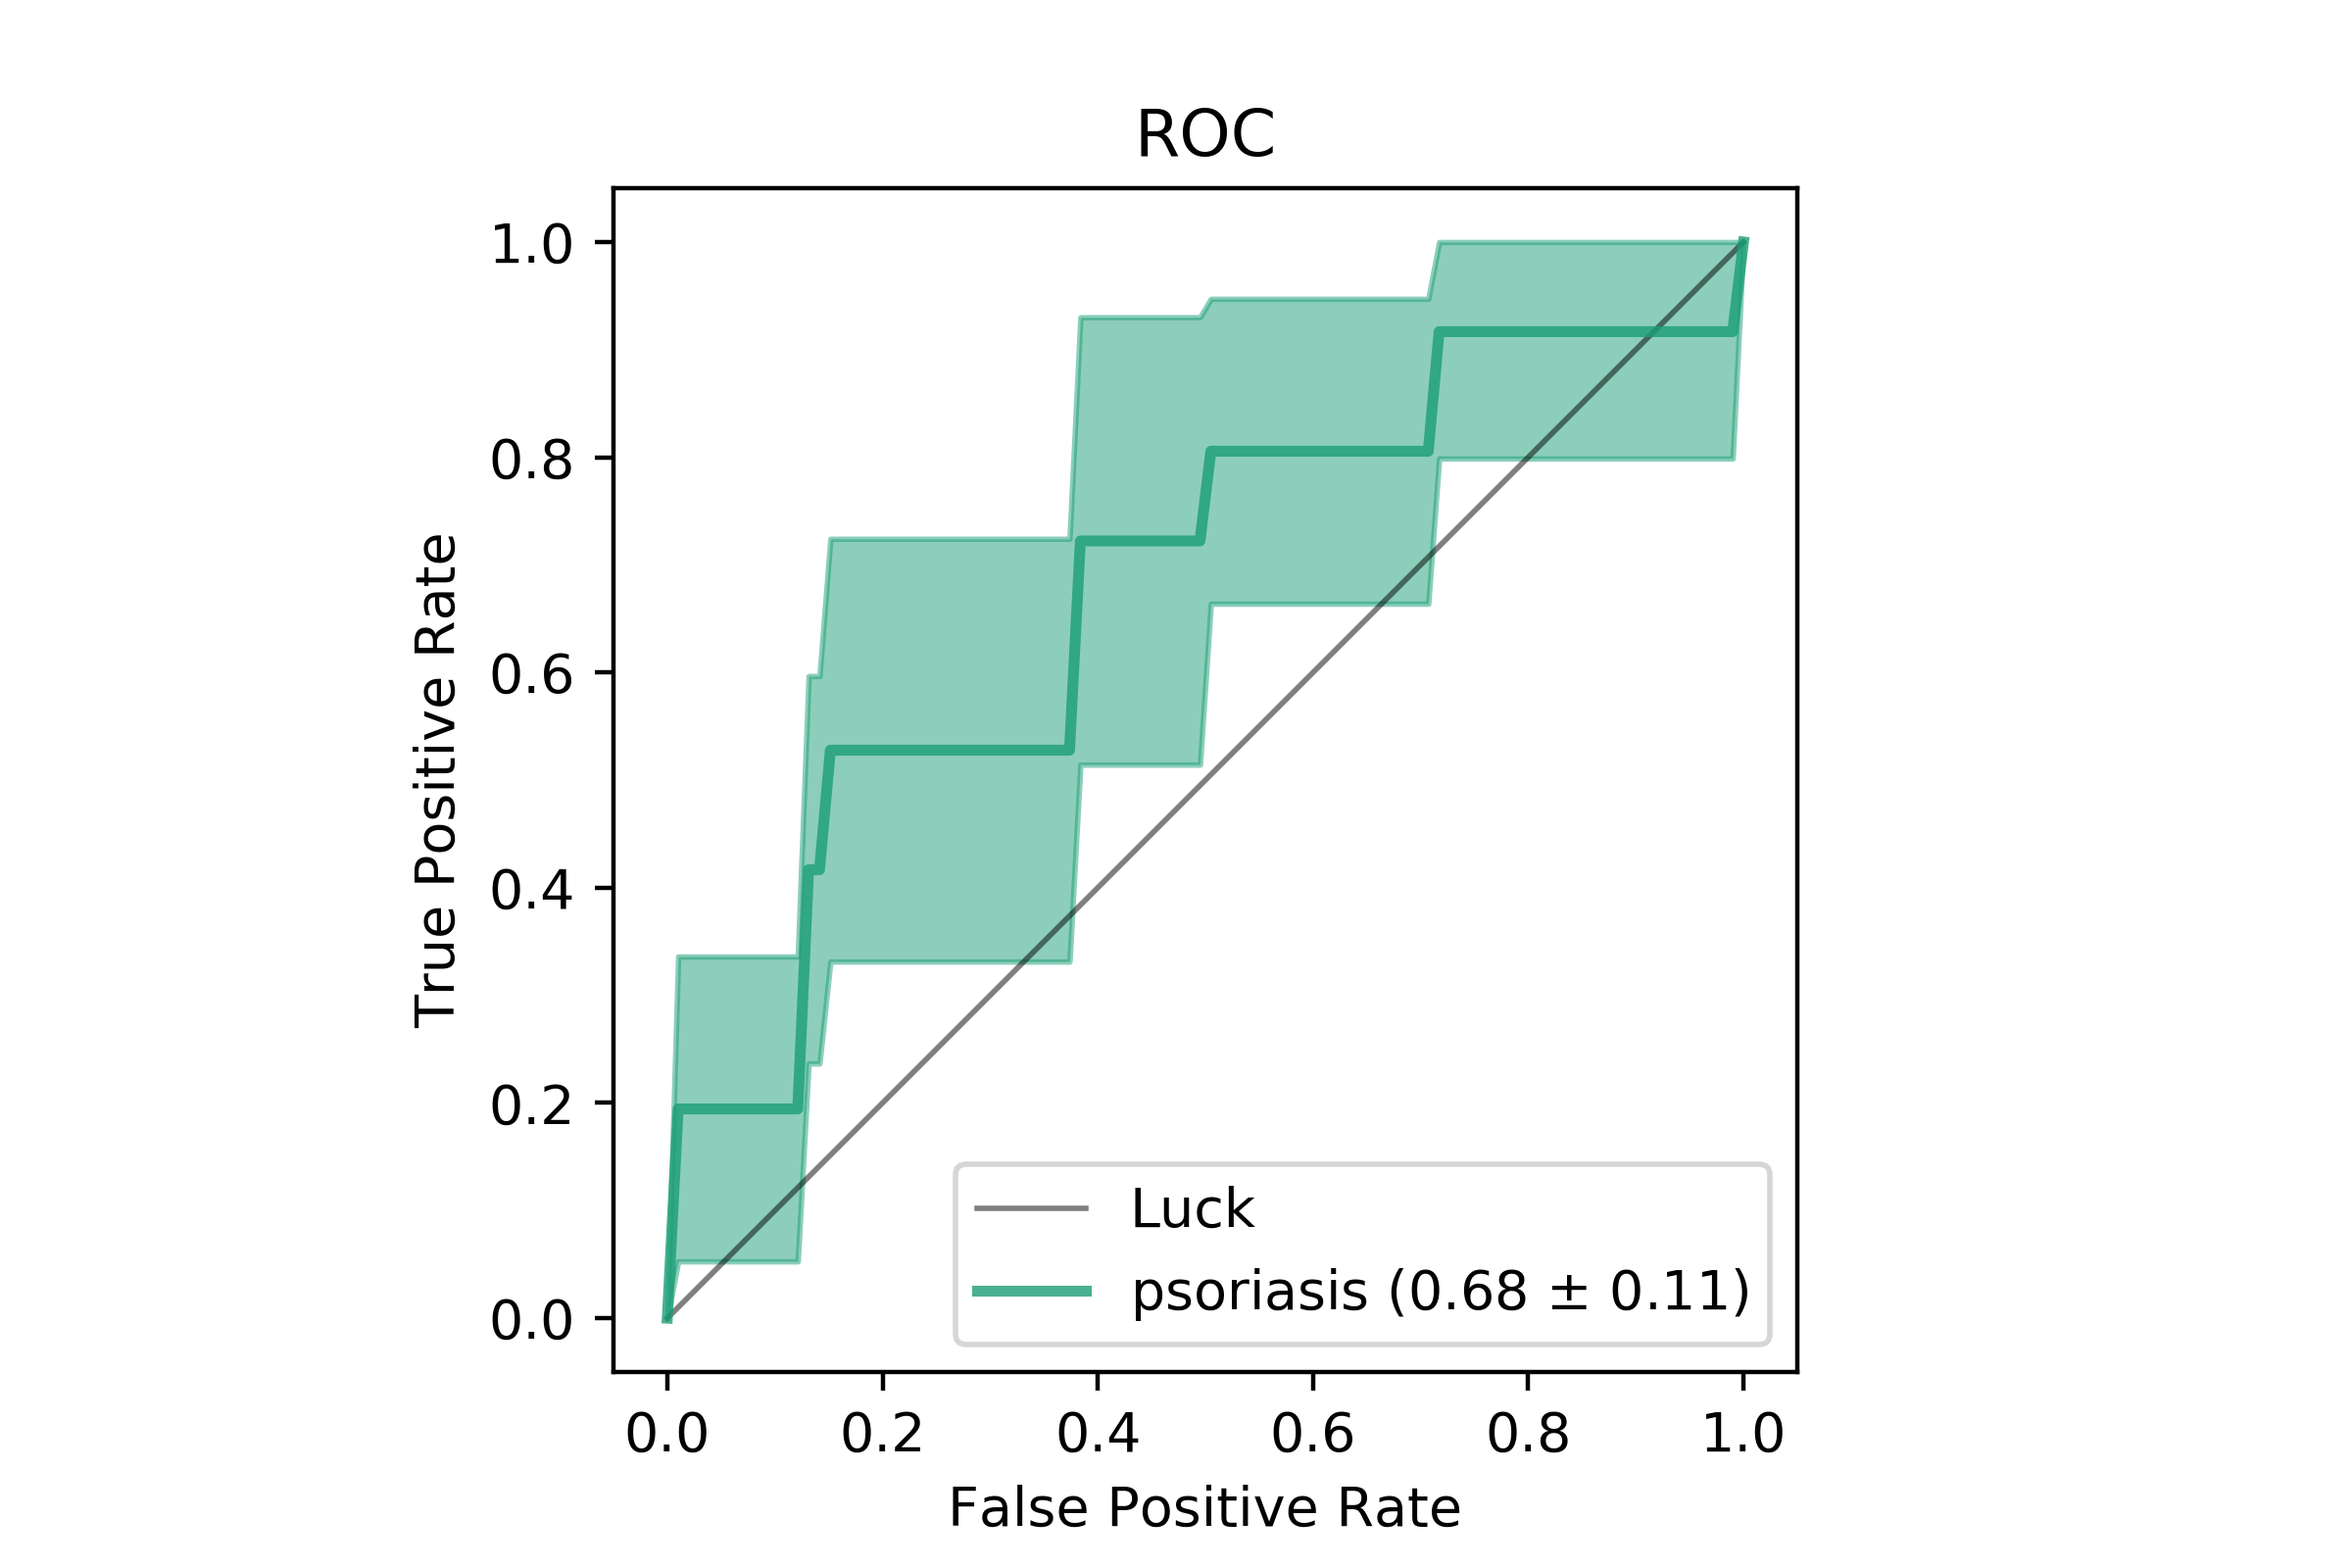 ROC
True Positive Rate
1.0
0.8
0.6
0.4
0.2
0.0
Luck
psoriasis (0.68 ± 0.11)
0.0 0.2 0.4 0.6 0.8 1.0
False Positive Rate